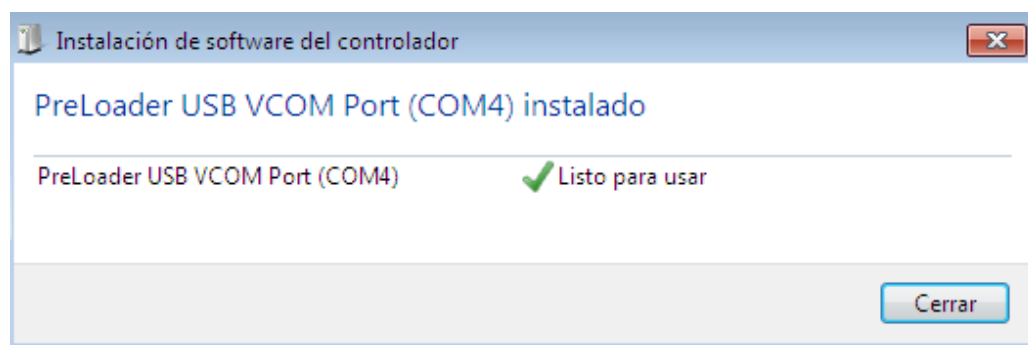 Instalación de software del controlador
PreLoader USB VCOM Port (COM4) instalado
PreLoader USB VCOM Port (COM4) Listo para usar
Cerrar